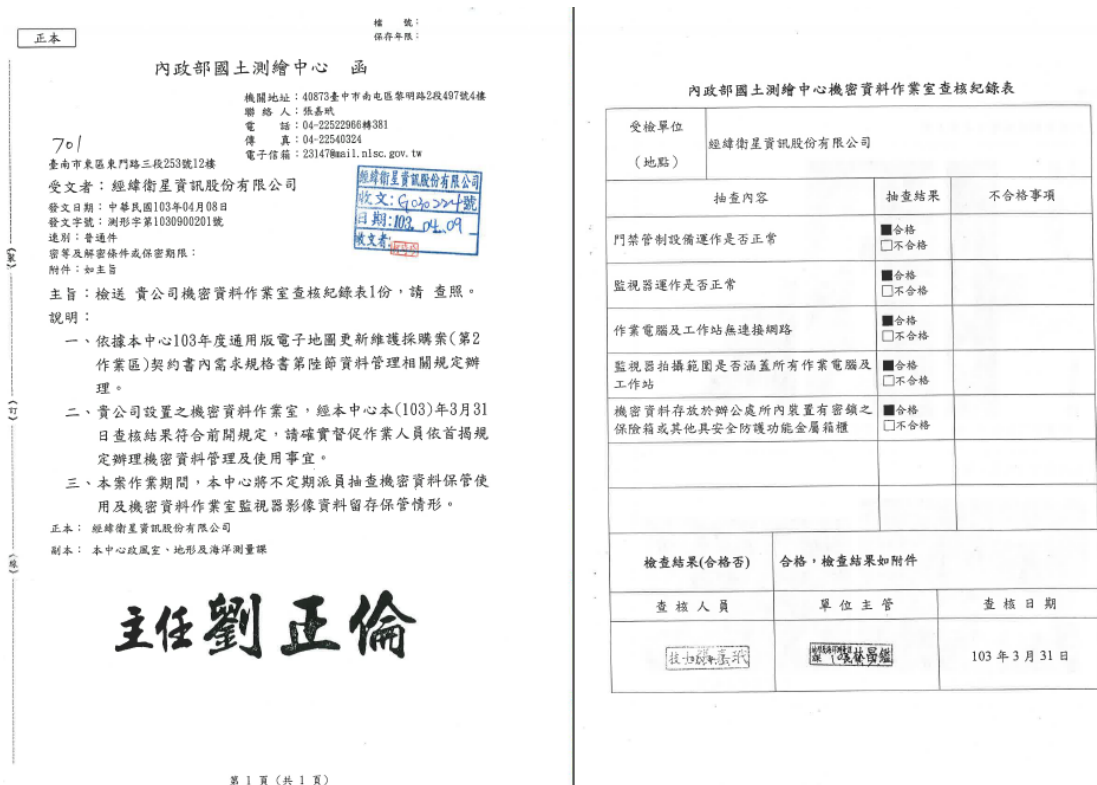 檔 號:
保存年限:
正本
內政部國土測繪中心 函
機關地址:40873臺中市南屯區黎明路2段497號4樓
聯 絡 人:張嘉玳
電 話:04-22522966轉381
傳 真:04-22540324
電子信箱:23147@mail.nlsc.gov.tw
701
臺南市東區東門路三段253號12樓
受文者:經緯衛星資訊股份有限公司
發文日期:中華民國103年04月08日
發文字號:測形字第1030900201號
速別:普通件
密等及解密條件或保密期限:
附件:如主旨
經緯衛星資訊股份有限公司
收文:G030224號
日期:103.04.09
收文者:
主旨:檢送 貴公司機密資料作業室查核紀錄表1份,請 查照。
說明:
一、依據本中心103年度通用版電子地圖更新維護採購案(第2
作業區)契約書內需求規格書第陸節資料管理相關規定辦
理。
二、貴公司設置之機密資料作業室,經本中心本(103)年3月31
日查核結果符合前開規定,請確實督促作業人員依首揭規
定辦理機密資料管理及使用事宜。
三、本案作業期間,本中心將不定期派員抽查機密資料保管使
用及機密資料作業室監視器影像資料留存保管情形。
正本:經緯衛星資訊股份有限公司
副本:本中心政風室、地形及海洋測量課
主任劉正倫
裝
訂
線
第 1 頁(共 1 頁)
內政部國土測繪中心機密資料作業室查核紀錄表
受檢單位
(地點)
經緯衛星資訊股份有限公司
抽查內容 抽查結果 不合格事項
門禁管制設備運作是否正常 ■合格
□不合格
監視器運作是否正常 ■合格
□不合格
作業電腦及工作站無連接網路 ■合格
□不合格
監視器拍攝範圍是否涵蓋所有作業電腦及 ■合格
工作站 □不合格
機密資料存放於辦公處所內裝置有密鎖之 ■合格
保險箱或其他具安全防護功能金屬箱櫃 □不合格
檢查結果(合格否) 合格,檢查結果如附件
查核人員 單位主管 查核日期
103 年 3 月 31 日